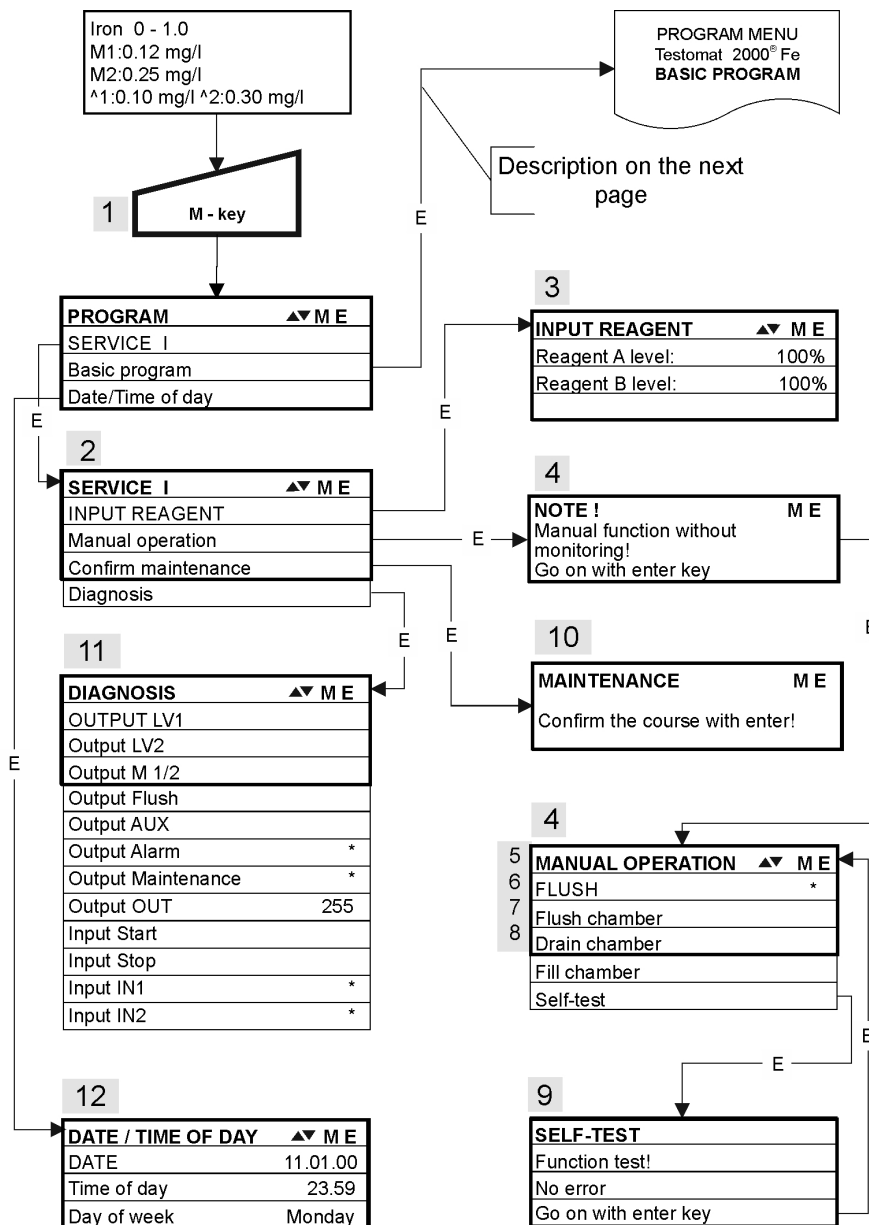 Iron 0 - 1.0
M1:0.12 mg/l
M2:0.25 mg/l
^1:0.10 mg/l ^2:0.30 mg/l
PROGRAM MENU
Testomat 2000® Fe
BASIC PROGRAM
Description on the next
page
1
M - key
E
PROGRAM ▲▼ M E
SERVICE I
Basic program
Date/Time of day
E
3
INPUT REAGENT ▲▼ M E
Reagent A level: 100%
Reagent B level: 100%
E
2
SERVICE I ▲▼ M E
INPUT REAGENT
Manual operation
Confirm maintenance
Diagnosis
E
4
NOTE ! M E
Manual function without
monitoring!
Go on with enter key
E
E
E
10
MAINTENANCE M E
Confirm the course with enter!
11
DIAGNOSIS ▲▼ M E
OUTPUT LV1
Output LV2
Output M 1/2
Output Flush
Output AUX
Output Alarm *
Output Maintenance *
Output OUT 255
Input Start
Input Stop
Input IN1 *
Input IN2 *
E
4
5
6
7
8
MANUAL OPERATION ▲▼ M E
FLUSH *
Flush chamber
Drain chamber
Fill chamber
Self-test
E
E
12
DATE / TIME OF DAY ▲▼ M E
DATE 11.01.00
Time of day 23.59
Day of week Monday
9
SELF-TEST
Function test!
No error
Go on with enter key